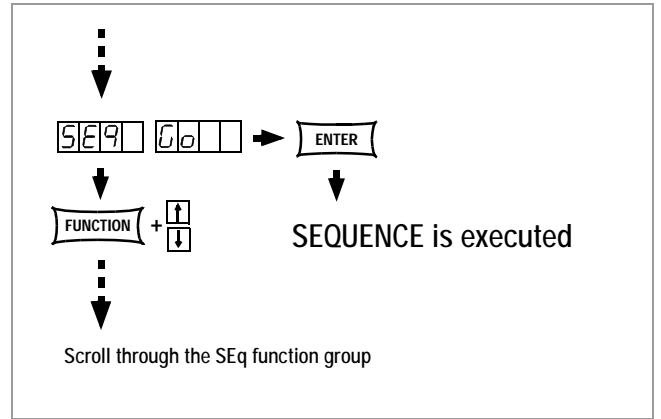 SEq Go
ENTER
FUNCTION +
SEQUENCE is executed
Scroll through the SEq function group